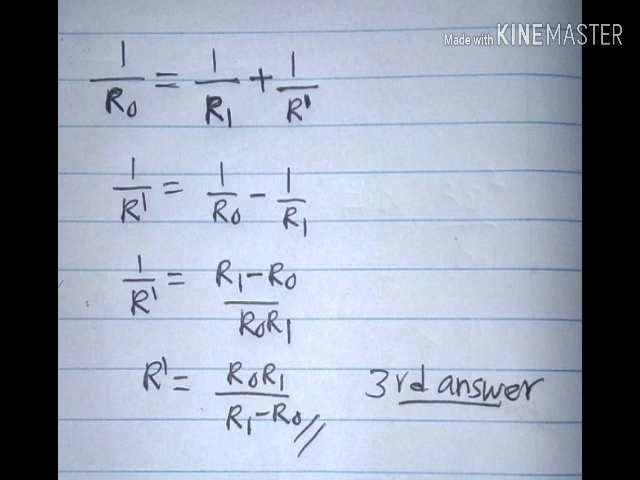 Made with KINEMASTER
1/R₀ = 1/R₁ + 1/R'
1/R' = 1/R₀ - 1/R₁
1/R' = R₁-R₀/R₀R₁
R' = R₀R₁/R₁-R₀ //
3rd answer